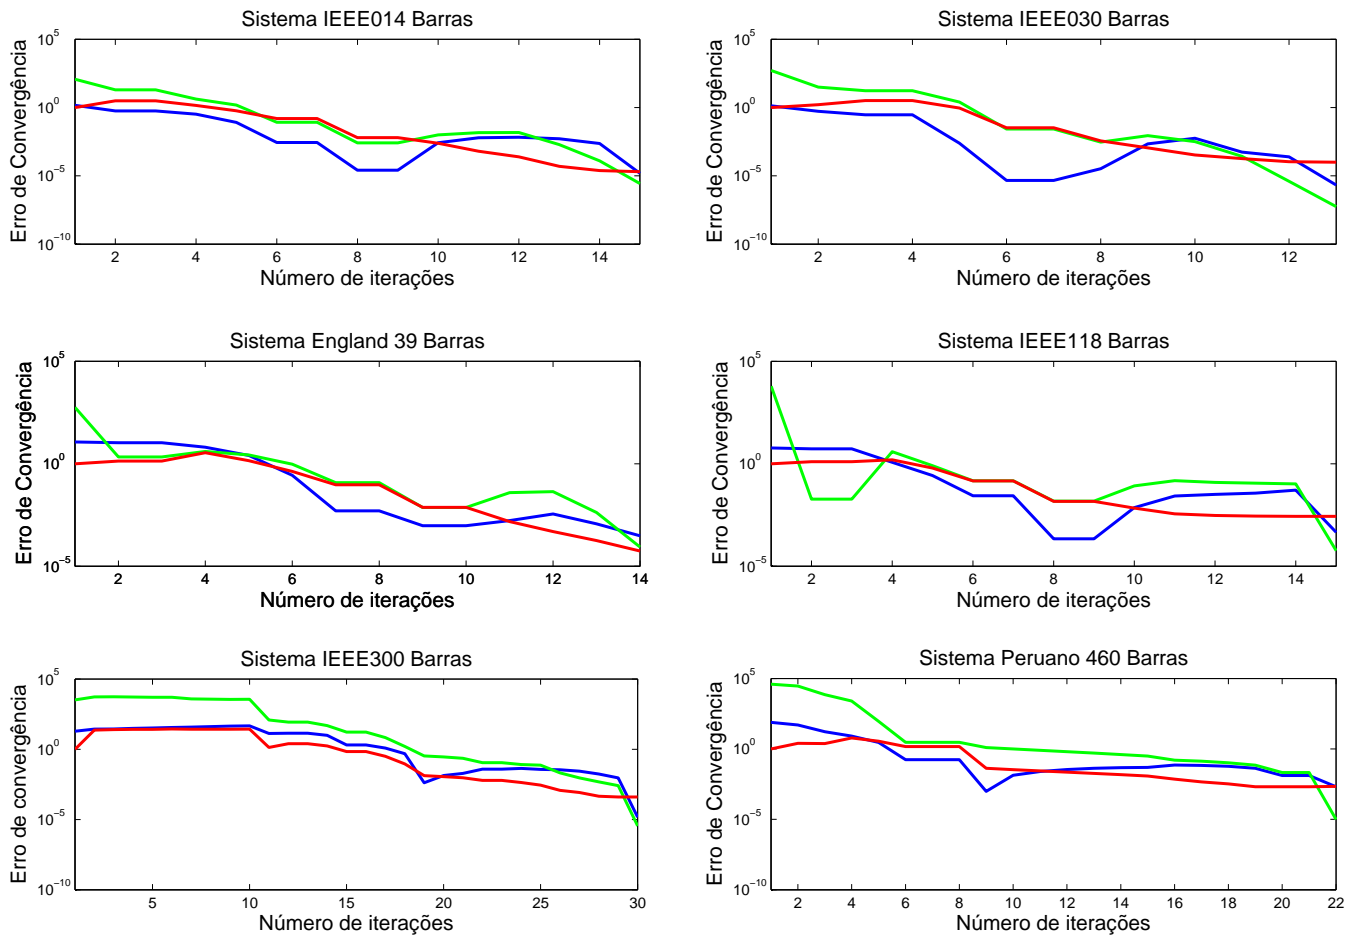 Sistema IEEE014 Barras
Erro de Convergência
10^5
10^0
10^−5
10^−10
2 4 6 8 10 12 14
Número de iterações
Sistema IEEE030 Barras
Erro de Convergência
10^5
10^0
10^−5
10^−10
2 4 6 8 10 12
Número de iterações
Sistema England 39 Barras
Erro de Convergência
10^5
10^0
10^−5
2 4 6 8 10 12 14
Número de iterações
Sistema IEEE118 Barras
Erro de Convergência
10^5
10^0
10^−5
2 4 6 8 10 12 14
Número de iterações
Sistema IEEE300 Barras
Erro de convergência
10^5
10^0
10^−5
10^−10
5 10 15 20 25 30
Número de iterações
Sistema Peruano 460 Barras
Erro de Convergência
10^5
10^0
10^−5
10^−10
2 4 6 8 10 12 14 16 18 20 22
Número de iterações